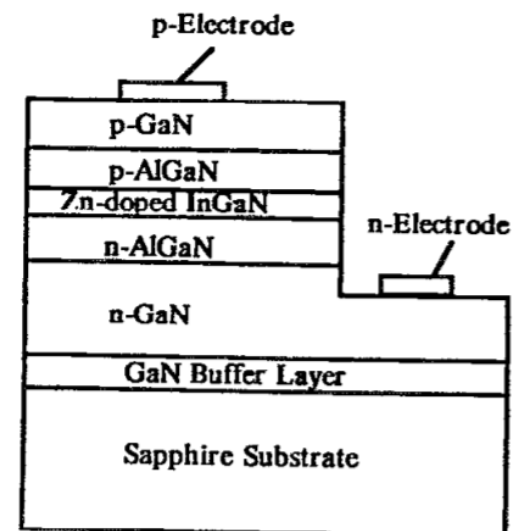 p-Electrode
p-GaN
p-AlGaN
Zn-doped InGaN
n-Electrode
n-AlGaN
n-GaN
GaN Buffer Layer
Sapphire Substrate